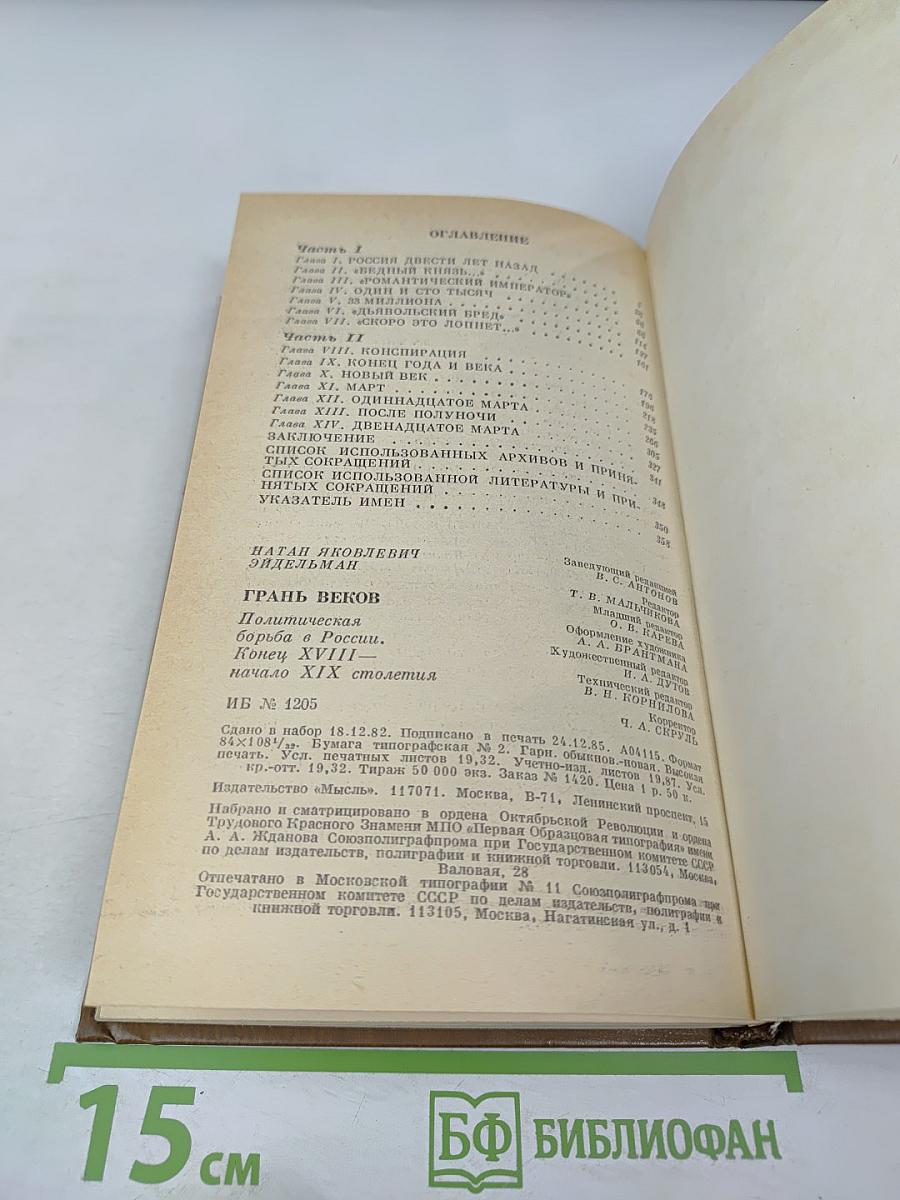 ОГЛАВЛЕНИЕ
Часть I
Глава I. РОССИЯ ДВЕСТИ ЛЕТ НАЗАД
Глава II. «БЕДНЫЙ КНЯЗЬ...»
Глава III. «РОМАНТИЧЕСКИЙ ИМПЕРАТОР»
Глава IV. ОДИН И СТО ТЫСЯЧ
Глава V. 33 МИЛЛИОНА
Глава VI. «ДЬЯВОЛЬСКИЙ БРЕД»
Глава VII. «СКОРО ЭТО ЛОПНЕТ...»
Часть II
Глава VIII. КОНСПИРАЦИЯ
Глава IX. КОНЕЦ ГОДА И ВЕКА
Глава X. НОВЫЙ ВЕК
Глава XI. МАРТ
Глава XII. ОДИННАДЦАТОЕ МАРТА
Глава XIII. ПОСЛЕ ПОЛУНОЧИ
Глава XIV. ДВЕНАДЦАТОЕ МАРТА 305
ЗАКЛЮЧЕНИЕ 327
СПИСОК ИСПОЛЬЗОВАННЫХ АРХИВОВ И ПРИНЯ-
ТЫХ СОКРАЩЕНИЙ 341
СПИСОК ИСПОЛЬЗОВАННОЙ ЛИТЕРАТУРЫ И ПРИ-
НЯТЫХ СОКРАЩЕНИЙ 348
УКАЗАТЕЛЬ ИМЕН 350
358
НАТАН ЯКОВЛЕВИЧ
ЭЙДЕЛЬМАН
ГРАНЬ ВЕКОВ
Политическая
борьба в России.
Конец XVIII—
начало XIX столетия
Заведующий редакцией
В. С. АНТОНОВ
Редактор
Т. В. МАЛЬЧИКОВА
Младший редактор
О. В. КАРЕВА
Оформление художника
А. А. БРАНТМАНА
Художественный редактор
И. А. ДУТОВ
Технический редактор
В. Н. КОРНИЛОВА
Корректор
Ч. А. СКРУЛЬ
ИБ № 1205
Сдано в набор 18.12.82. Подписано в печать 24.12.85. А04115. Формат
84×108¹/₃₂. Бумага типографская № 2. Гарн. обыкнов.-новая. Высокая
печать. Усл. печатных листов 19,32. Учетно-изд. листов 19,87. Усл.
кр.-отт. 19,32. Тираж 50 000 экз. Заказ № 1420. Цена 1 р. 50 к.
Издательство «Мысль». 117071. Москва, В-71, Ленинский проспект, 15
Набрано и сматрицировано в ордена Октябрьской Революции и ордена
Трудового Красного Знамени МПО «Первая Образцовая типография» имени
А. А. Жданова Союзполиграфпрома при Государственном комитете СССР
по делам издательств, полиграфии и книжной торговли. 113054, Москва,
Валовая, 28
Отпечатано в Московской типографии № 11 Союзполиграфпрома при
Государственном комитете СССР по делам издательств, полиграфии и
книжной торговли. 113105, Москва, Нагатинская ул., д. 1
15 см
БФ БИБЛИОФАН